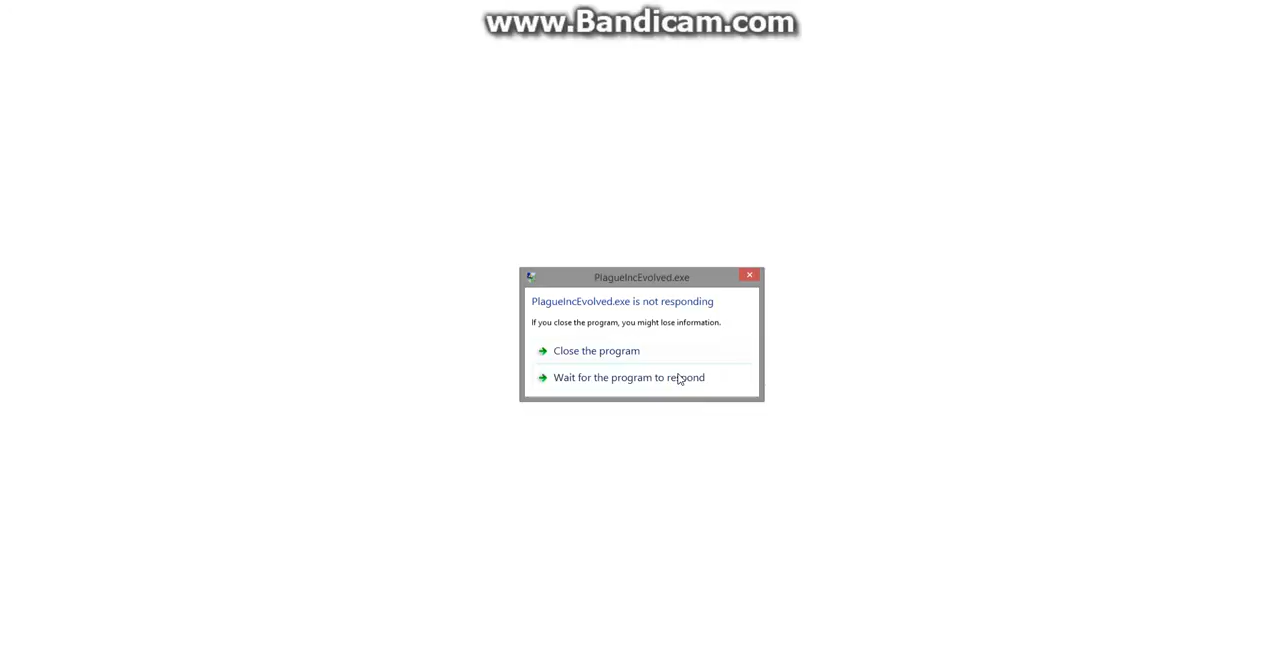 www.Bandicam.com
PlagueIncEvolved.exe
PlagueIncEvolved.exe is not responding
If you close the program, you might lose information.
Close the program
Wait for the program to respond